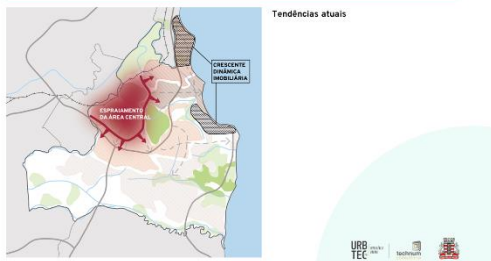 Tendências atuais
CRESCENTE
DINÂMICA
IMOBILIÁRIA
ESPRAIAMENTO
DA ÁREA CENTRAL
URB
TEC
technum